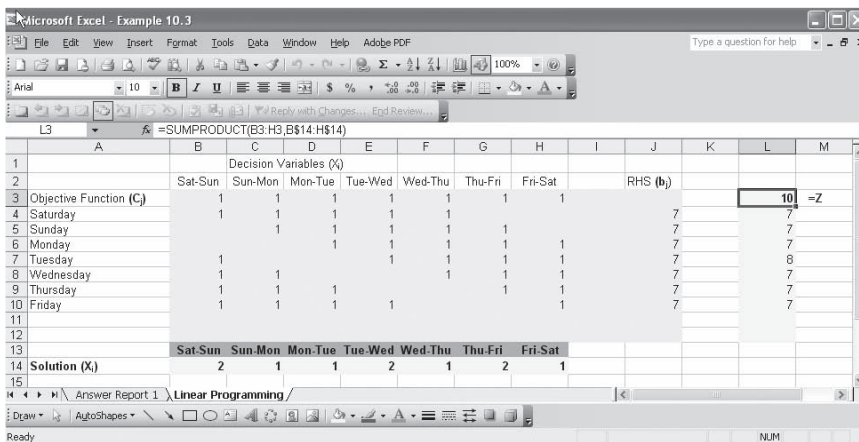 Microsoft Excel - Example 10.3
File Edit View Insert Format Tools Data Window Help Adobe PDF Type a question for help
100%
Arial 10 B I U $ % ,
Reply with Changes... End Review...
L3 fx =SUMPRODUCT(B3:H3,B$14:H$14)
A B C D E F G H I J K L M
1 Decision Variables (Xi)
2 Sat-Sun Sun-Mon Mon-Tue Tue-Wed Wed-Thu Thu-Fri Fri-Sat RHS (bj)
3 Objective Function (Cj) 1 1 1 1 1 1 1 10 =Z
4 Saturday 1 1 1 1 1 7 7
5 Sunday 1 1 1 1 1 7 7
6 Monday 1 1 1 1 1 7 7
7 Tuesday 1 1 1 1 1 7 8
8 Wednesday 1 1 1 1 1 7 7
9 Thursday 1 1 1 1 1 7 7
10 Friday 1 1 1 1 1 7 7
11
12
13 Sat-Sun Sun-Mon Mon-Tue Tue-Wed Wed-Thu Thu-Fri Fri-Sat
14 Solution (Xi) 2 1 1 2 1 2 1
15
Answer Report 1 Linear Programming
Draw AutoShapes
Ready NUM